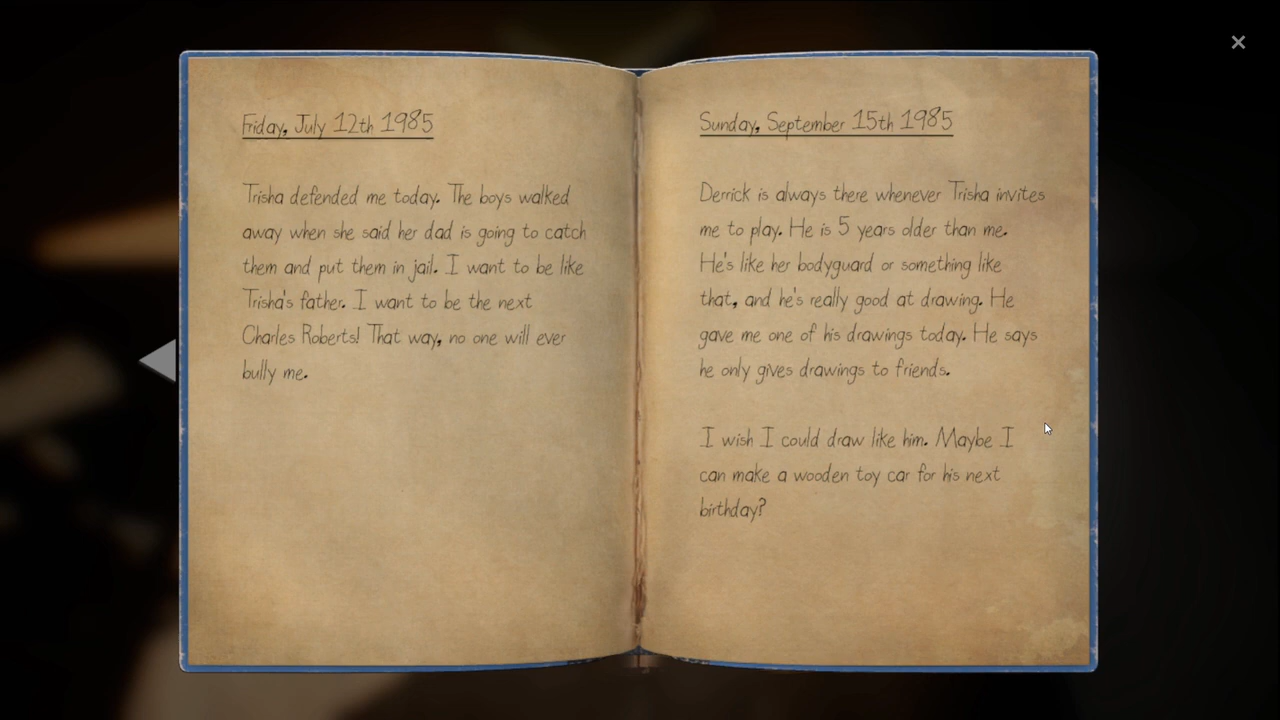 Friday, July 12th 1985
Trisha defended me today. The boys walked
away when she said her dad is going to catch
them and put them in jail. I want to be like
Trisha's father. I want to be the next
Charles Roberts! That way, no one will ever
bully me.
Sunday, September 15th 1985
Derrick is always there whenever Trisha invites
me to play. He is 5 years older than me.
He's like her bodyguard or something like
that, and he's really good at drawing. He
gave me one of his drawings today. He says
he only gives drawings to friends.
I wish I could draw like him. Maybe I
can make a wooden toy car for his next
birthday?